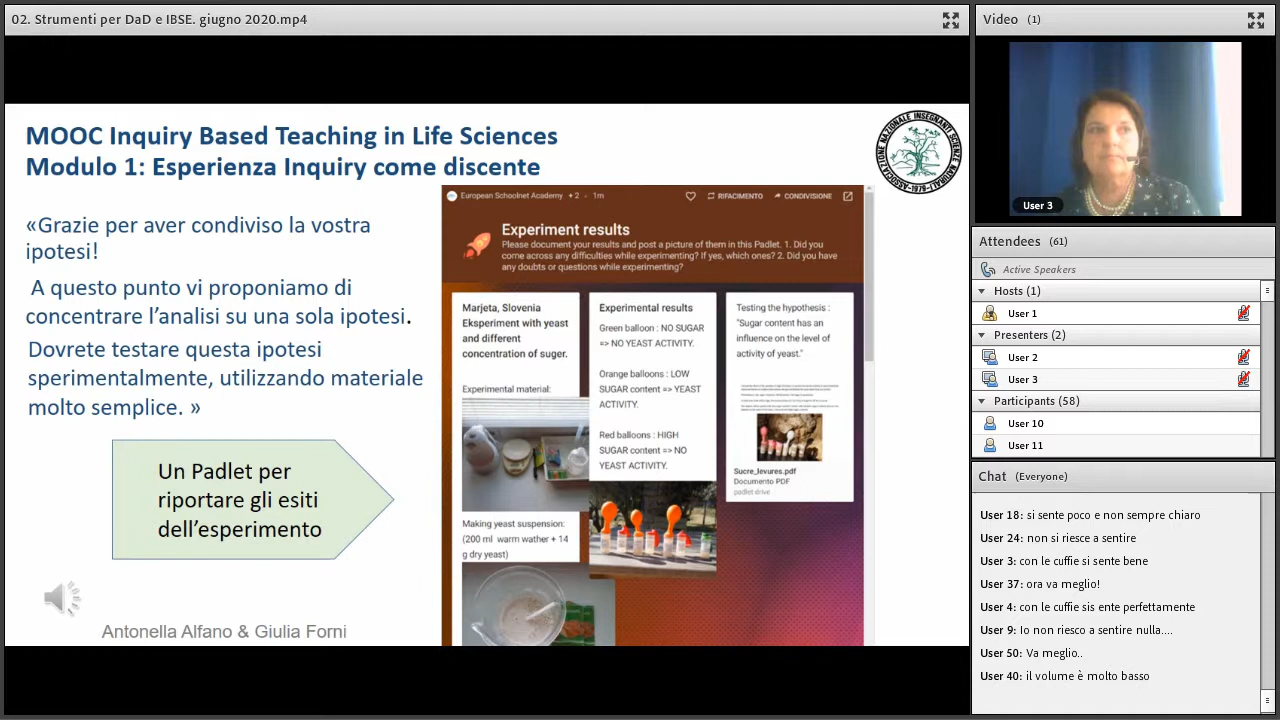 02. Strumenti per DaD e IBSE. giugno 2020.mp4
MOOC Inquiry Based Teaching in Life Sciences
Modulo 1: Esperienza Inquiry come discente
ASSOCIAZIONE NAZIONALE INSEGNANTI SCIENZE NATURALI
-1979-
«Grazie per aver condiviso la vostra
ipotesi!
A questo punto vi proponiamo di
concentrare l’analisi su una sola ipotesi.
Dovrete testare questa ipotesi
sperimentalmente, utilizzando materiale
molto semplice. »
Un Padlet per
riportare gli esiti
dell’esperimento
Antonella Alfano & Giulia Forni
European Schoolnet Academy +2 · 1m
RIFACIMENTO
CONDIVISIONE
Experiment results
Please document your results and post a picture of them in this Padlet. 1. Did you
come across any difficulties while experimenting? If yes, which ones? 2. Did you have
any doubts or questions while experimenting?
Marjeta, Slovenia
Eksperiment with yeast
and different
concentration of suger.
Experimental material:
Making yeast suspension:
(200 ml warm wather + 14
g dry yeast)
Experimental results
Green balloon : NO SUGAR
=> NO YEAST ACTIVITY.
Orange balloons : LOW
SUGAR content => YEAST
ACTIVITY.
Red balloons : HIGH
SUGAR content => NO
YEAST ACTIVITY.
Testing the hypothesis :
"Sugar content has an
influence on the level of
activity of yeast."
Sucre_levures.pdf
Documento PDF
padlet drive
Video (1)
User 3
Attendees (61)
Active Speakers
Hosts (1)
User 1
Presenters (2)
User 2
User 3
Participants (58)
User 10
User 11
Chat (Everyone)
User 18: si sente poco e non sempre chiaro
User 24: non si riesce a sentire
User 3: con le cuffie si sente bene
User 37: ora va meglio!
User 4: con le cuffie sis ente perfettamente
User 9: Io non riesco a sentire nulla....
User 50: Va meglio..
User 40: il volume è molto basso